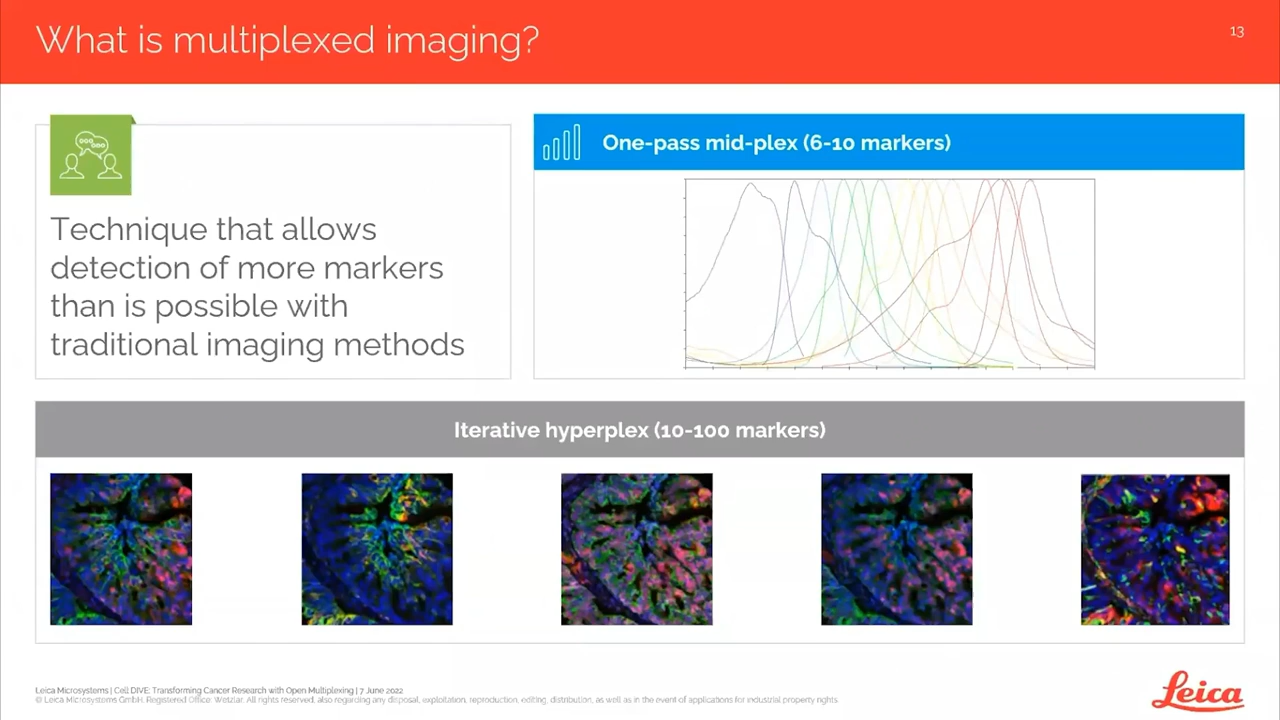 What is multiplexed imaging?
13
Technique that allows
detection of more markers
than is possible with
traditional imaging methods
One-pass mid-plex (6-10 markers)
Iterative hyperplex (10-100 markers)
Leica Microsystems | Cell DIVE: Transforming Cancer Research with Open Multiplexing | 7 June 2022
© Leica Microsystems GmbH. Registered Office: Wetzlar. All rights reserved, also regarding any disposal, exploitation, reproduction, editing, distribution, as well as in the event of applications for industrial property rights
Leica